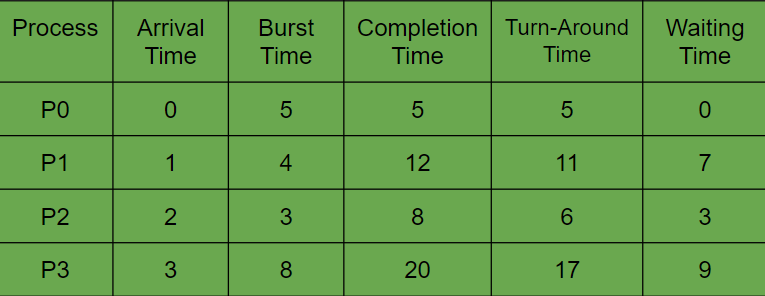 Process Arrival Time Burst Time Completion Time Turn-Around Time Waiting Time
P0 0 5 5 5 0
P1 1 4 12 11 7
P2 2 3 8 6 3
P3 3 8 20 17 9